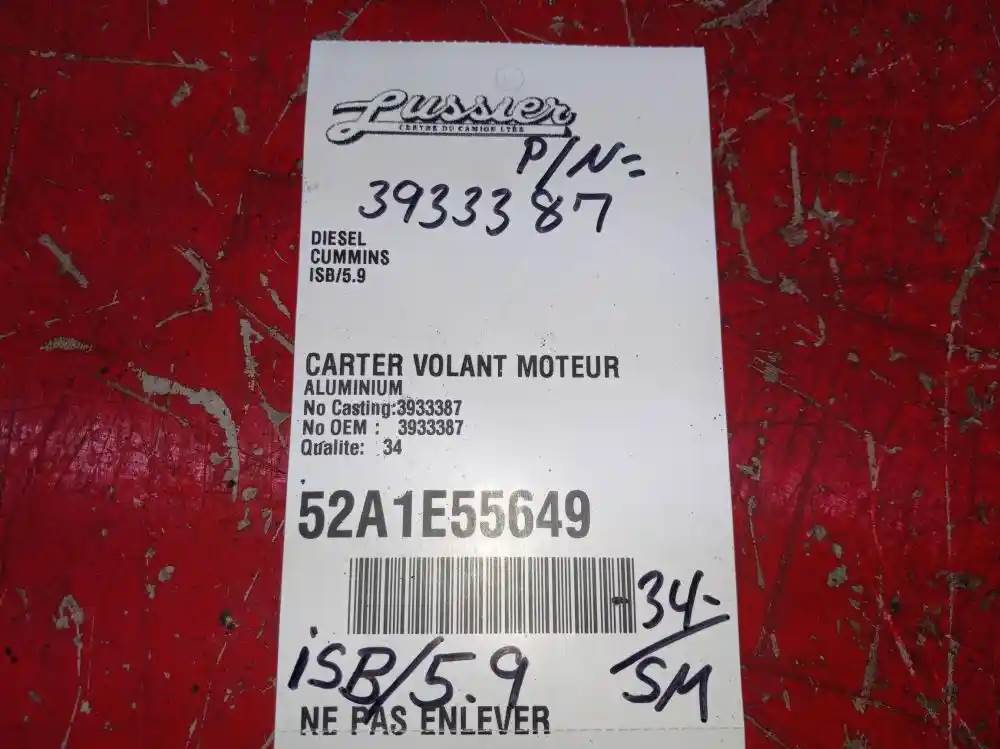 Lussier
CENTRE DU CAMION LTÉE
P/N=
3933387
DIESEL
CUMMINS
ISB/5.9
CARTER VOLANT MOTEUR
ALUMINIUM
No Casting:3933387
No OEM : 3933387
Qualite: 34
52A1E55649
-34-
SM
ISB/5.9
NE PAS ENLEVER